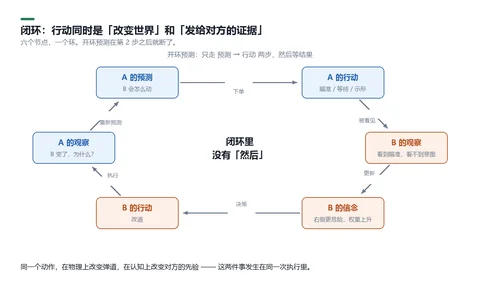 闭环：行动同时是「改变世界」和「发给对方的证据」
六个节点，一个环。开环预测在第 2 步之后就断了。
开环预测：只走 预测 → 行动 两步，然后等结果
A 的预测
B 会怎么动
下单
A 的行动
瞄准 / 等待 / 示形
重新预测
被看见
A 的观察
B 变了，为什么？
闭环里
没有「然后」
B 的观察
看到瞄准，看不到意图
执行
更新
B 的行动
改道
决策
B 的信念
右侧更危险，权重上升
同一个动作，在物理上改变弹道，在认知上改变对方的先验 —— 这两件事发生在同一次执行里。